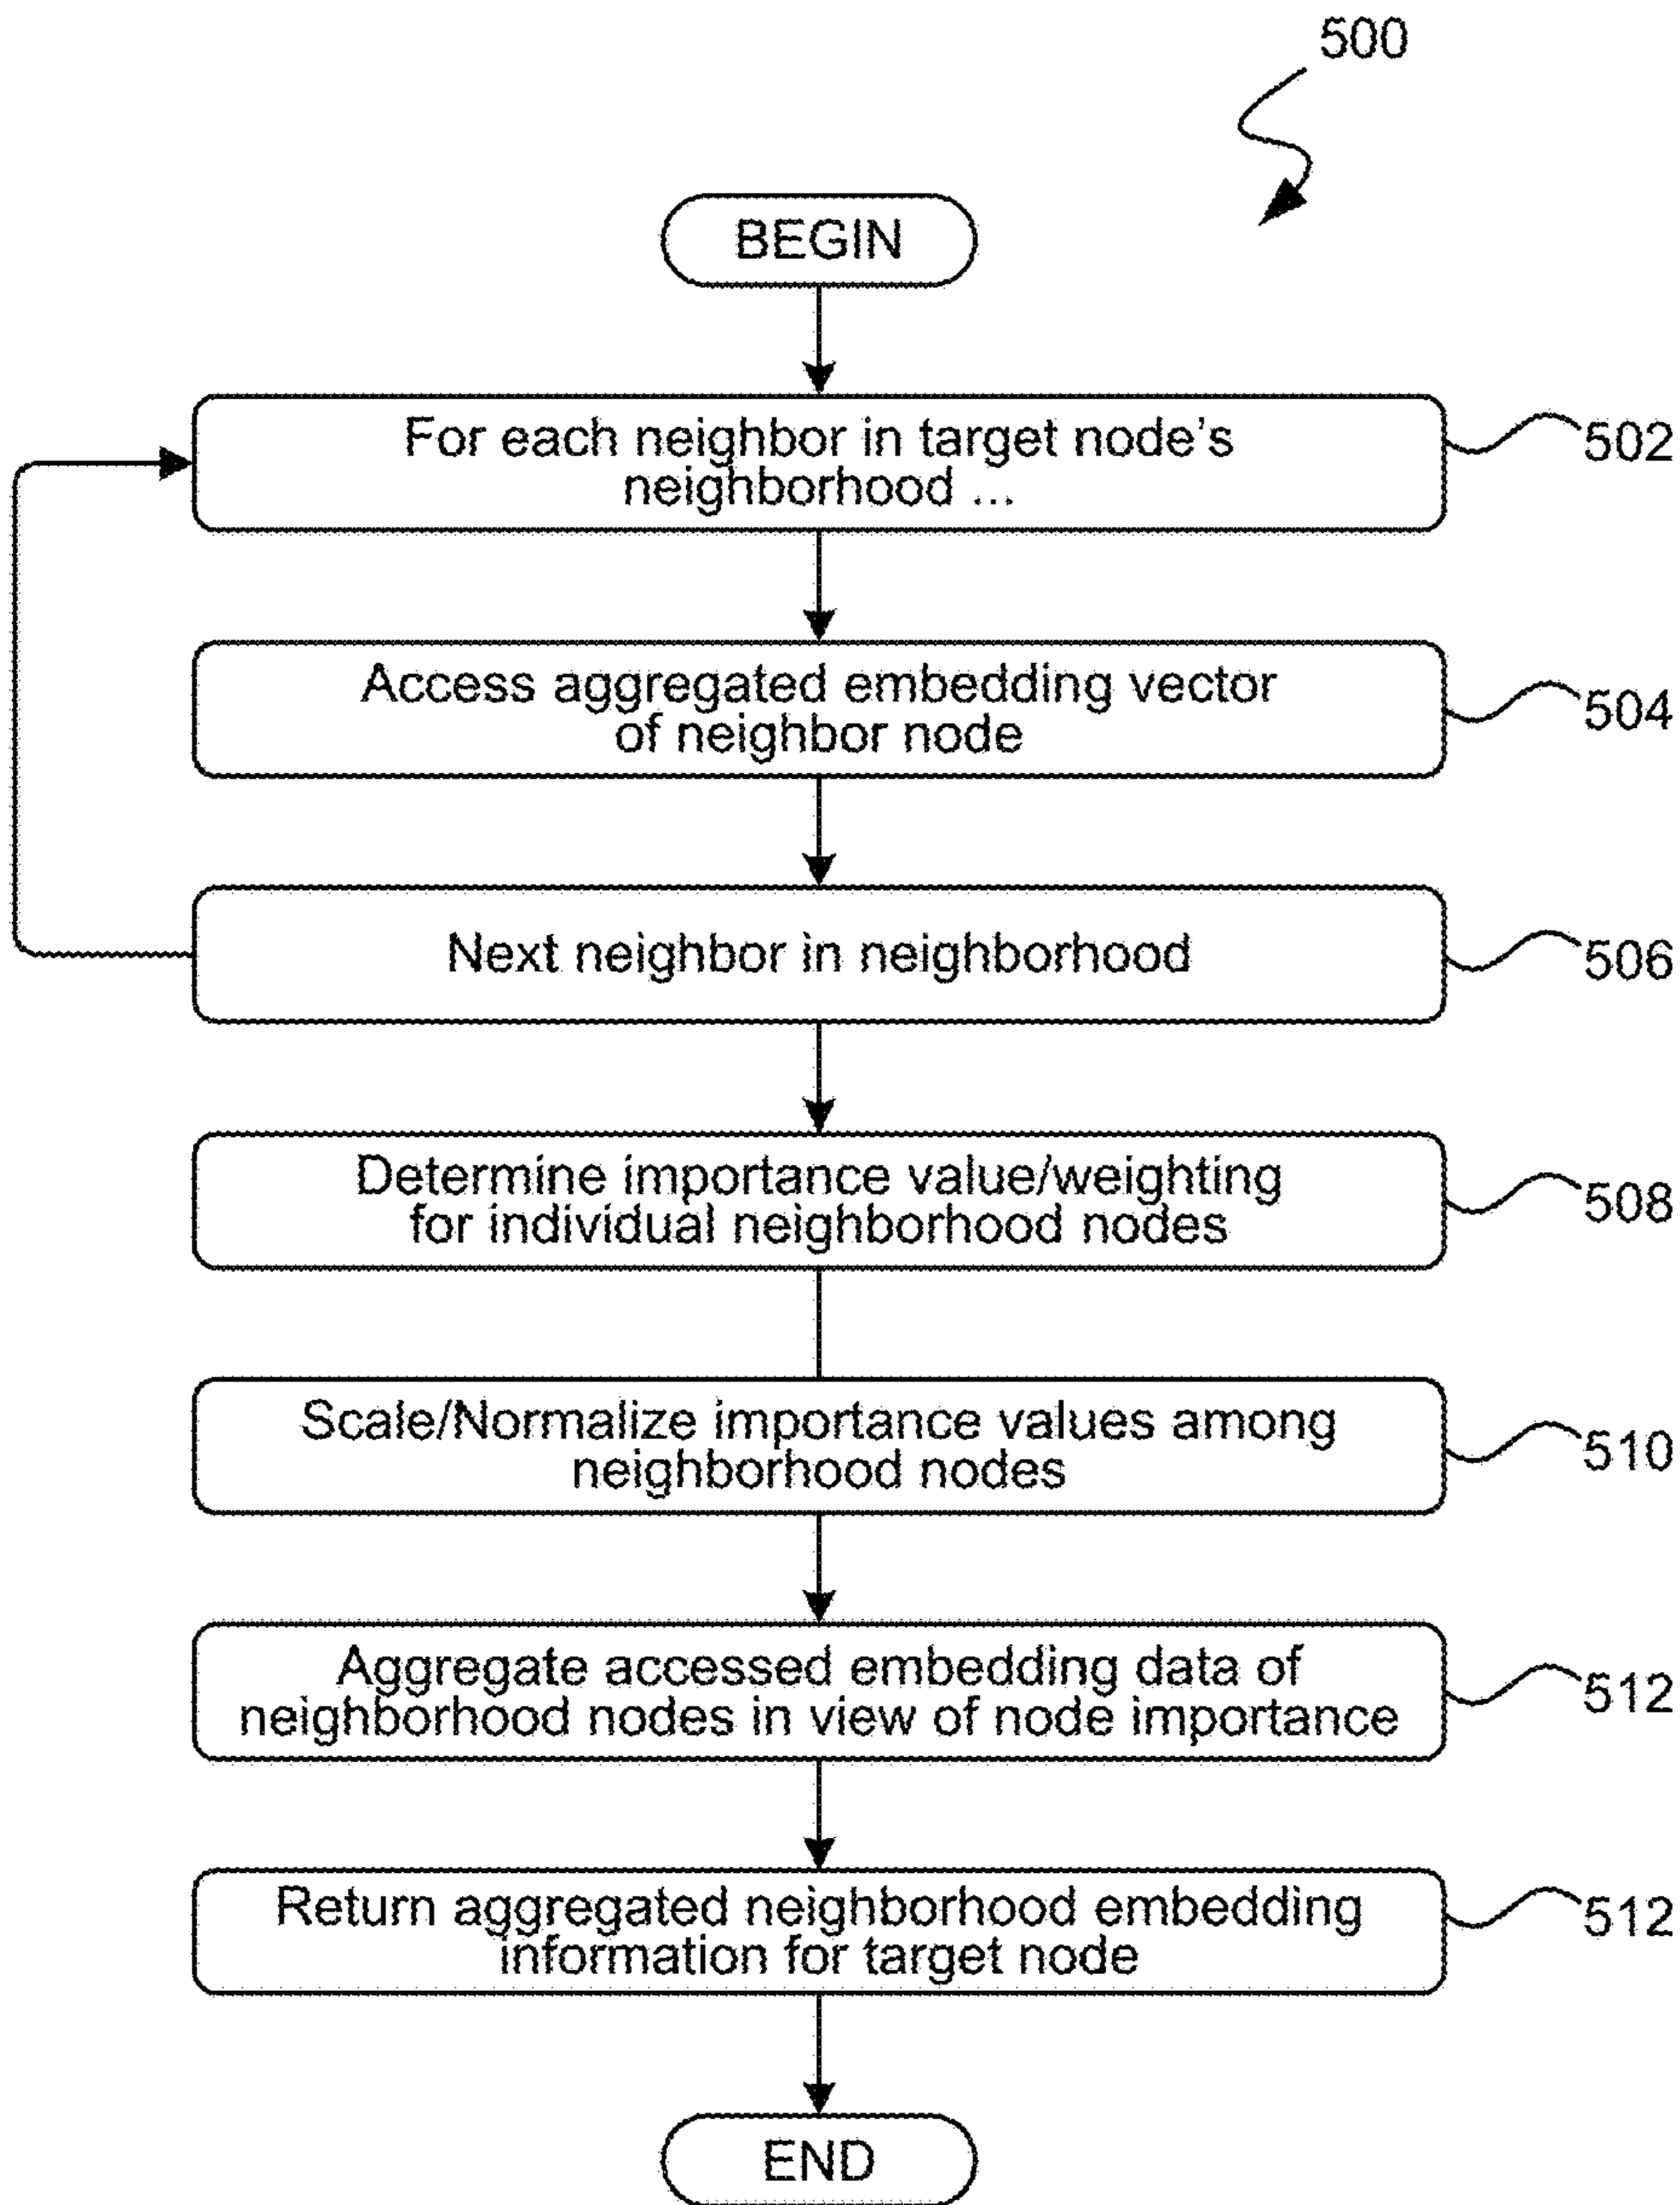 500
BEGIN
For each neighbor in target node's
neighborhood ...
502
Access aggregated embedding vector
of neighbor node
504
Next neighbor in neighborhood
506
Determine importance value/weighting
for individual neighborhood nodes
508
Scale/Normalize importance values among
neighborhood nodes
510
Aggregate accessed embedding data of
neighborhood nodes in view of node importance
512
Return aggregated neighborhood embedding
information for target node
512
END